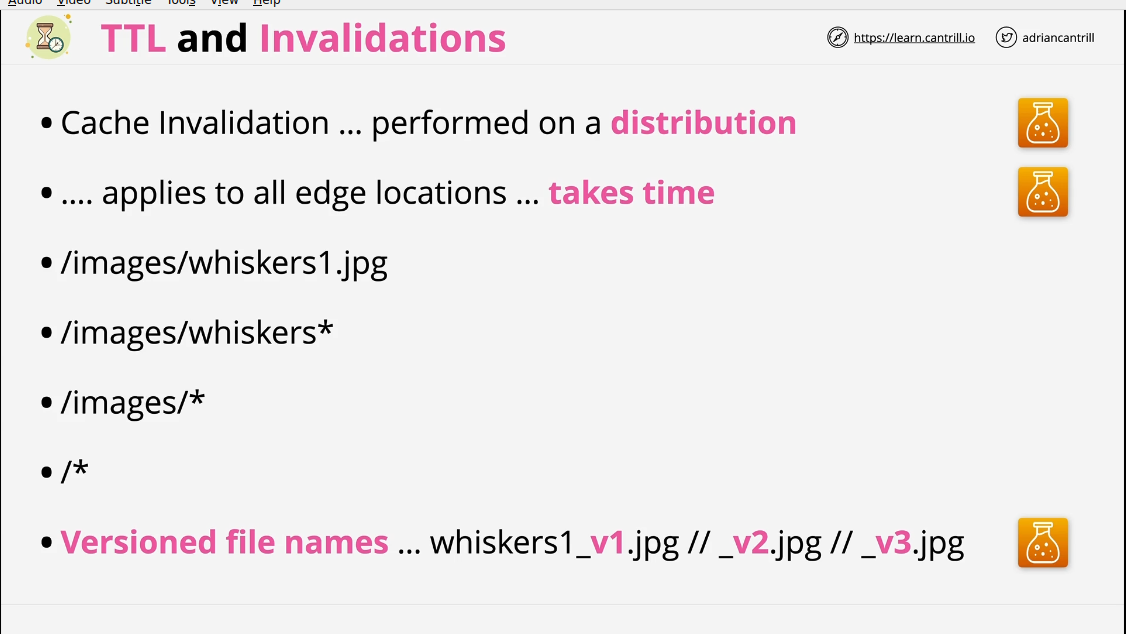 Audio Video Subtitle Tools View Help
TTL and Invalidations
https://learn.cantrill.io
adriancantrill
• Cache Invalidation ... performed on a distribution
• .... applies to all edge locations ... takes time
• /images/whiskers1.jpg
• /images/whiskers*
• /images/*
• /*
• Versioned file names ... whiskers1_v1.jpg // _v2.jpg // _v3.jpg